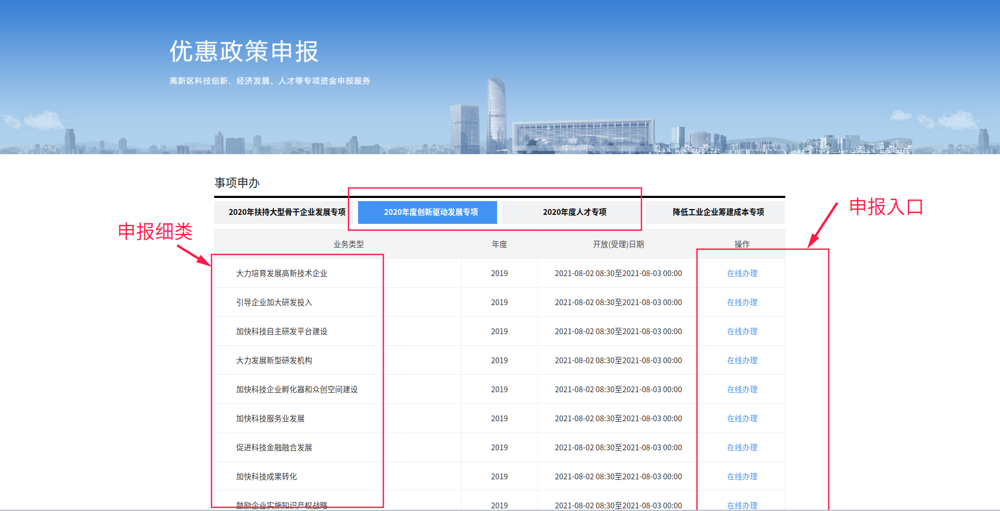 优惠政策申报
高新区科技创新、经济发展、人才等专项资金申报服务
事项申办
2020年扶持大型骨干企业发展专项 2020年度创新驱动发展专项 2020年度人才专项 降低工业企业筹建成本专项
申报入口
申报细类
业务类型 年度 开放(受理)日期 操作
大力培育发展高新技术企业 2019 2021-08-02 08:30至2021-08-03 00:00 在线办理
引导企业加大研发投入 2019 2021-08-02 08:30至2021-08-03 00:00 在线办理
加快科技自主研发平台建设 2019 2021-08-02 08:30至2021-08-03 00:00 在线办理
大力发展新型研发机构 2019 2021-08-02 08:30至2021-08-03 00:00 在线办理
加快科技企业孵化器和众创空间建设 2019 2021-08-02 08:30至2021-08-03 00:00 在线办理
加快科技服务业发展 2019 2021-08-02 08:30至2021-08-03 00:00 在线办理
促进科技金融融合发展 2019 2021-08-02 08:30至2021-08-03 00:00 在线办理
加快科技成果转化 2019 2021-08-02 08:30至2021-08-03 00:00 在线办理
鼓励企业实施知识产权战略 2019 2021-08-02 08:30至2021-08-03 00:00 在线办理